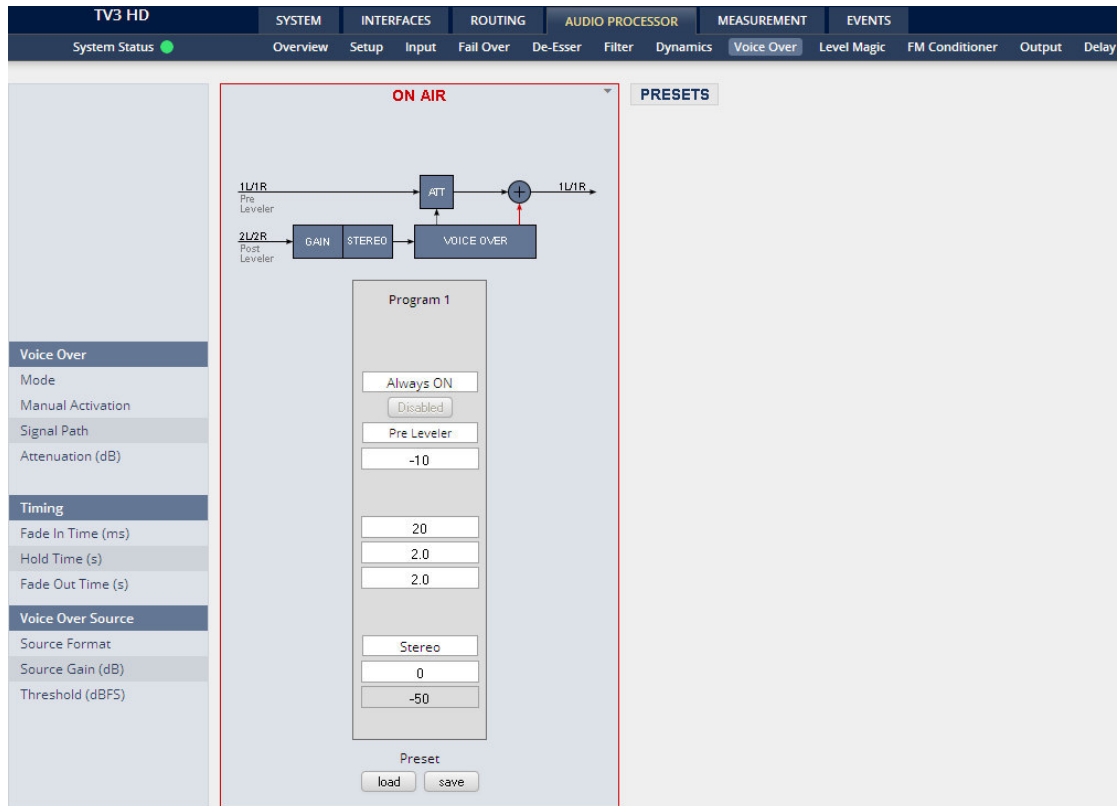 TV3 HD SYSTEM INTERFACES ROUTING AUDIO PROCESSOR MEASUREMENT EVENTS
System Status Overview Setup Input Fail Over De-Esser Filter Dynamics Voice Over Level Magic FM Conditioner Output Delay
ON AIR PRESETS
1L/1R ATT + 1L/1R
Pre
Leveler
2L/2R GAIN STEREO VOICE OVER
Post
Leveler
Program 1
Voice Over
Mode Always ON
Manual Activation Disabled
Signal Path Pre Leveler
Attenuation (dB) -10
Timing
Fade In Time (ms) 20
Hold Time (s) 2.0
Fade Out Time (s) 2.0
Voice Over Source
Source Format Stereo
Source Gain (dB) 0
Threshold (dBFS) -50
Preset
load save